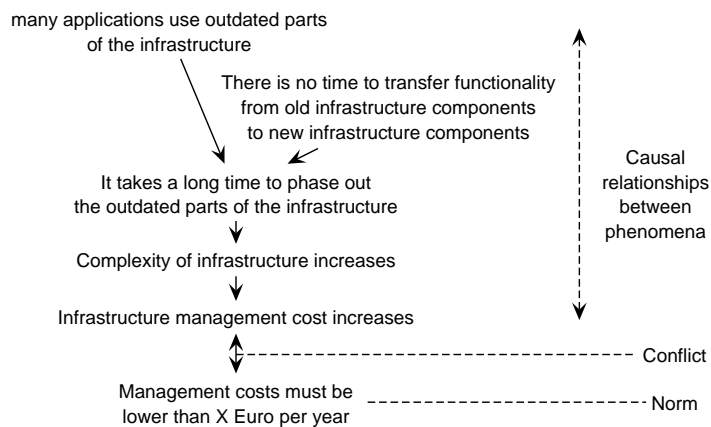 many applications use outdated parts
of the infrastructure
There is no time to transfer functionality
from old infrastructure components
to new infrastructure components
It takes a long time to phase out
the outdated parts of the infrastructure
Complexity of infrastructure increases
Infrastructure management cost increases
Management costs must be
lower than X Euro per year
Causal
relationships
between
phenomena
Conflict
Norm